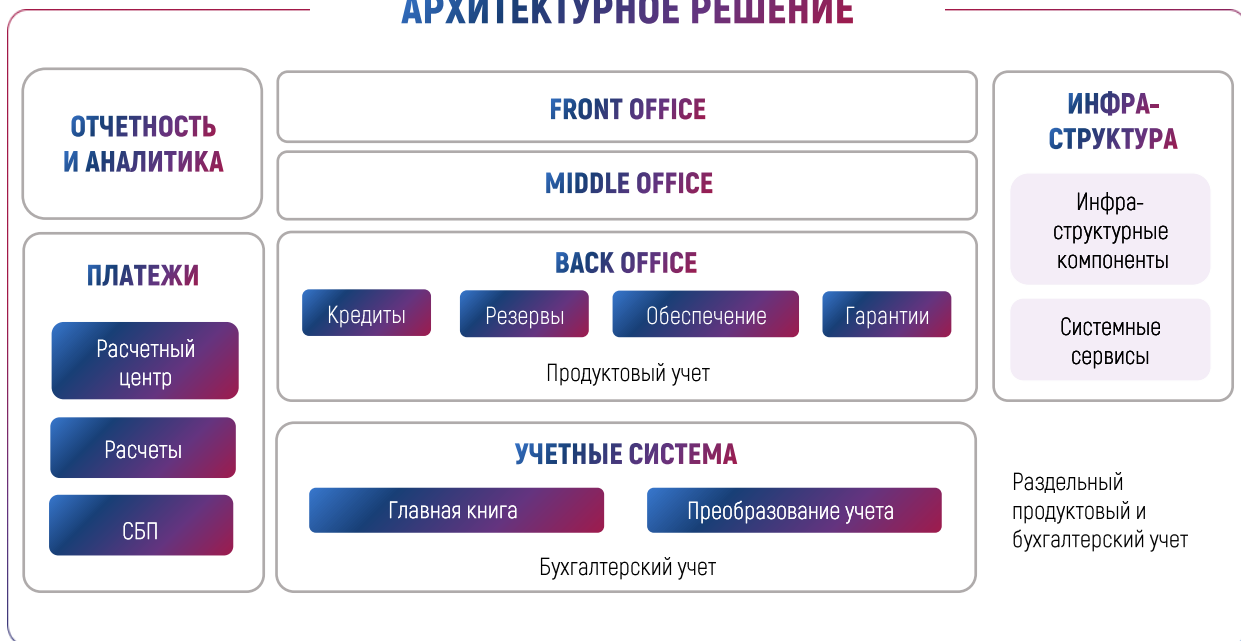 АРХИТЕКТУРНОЕ РЕШЕНИЕ
ОТЧЕТНОСТЬ
И АНАЛИТИКА
ПЛАТЕЖИ
Расчетный
центр
Расчеты
СБП
FRONT OFFICE
MIDDLE OFFICE
BACK OFFICE
Кредиты
Резервы
Обеспечение
Гарантии
Продуктовый учет
УЧЕТНЫЕ СИСТЕМА
Главная книга
Преобразование учета
Бухгалтерский учет
ИНФРА-
СТРУКТУРА
Инфра-
структурные
компоненты
Системные
сервисы
Раздельный
продуктовый и
бухгалтерский учет